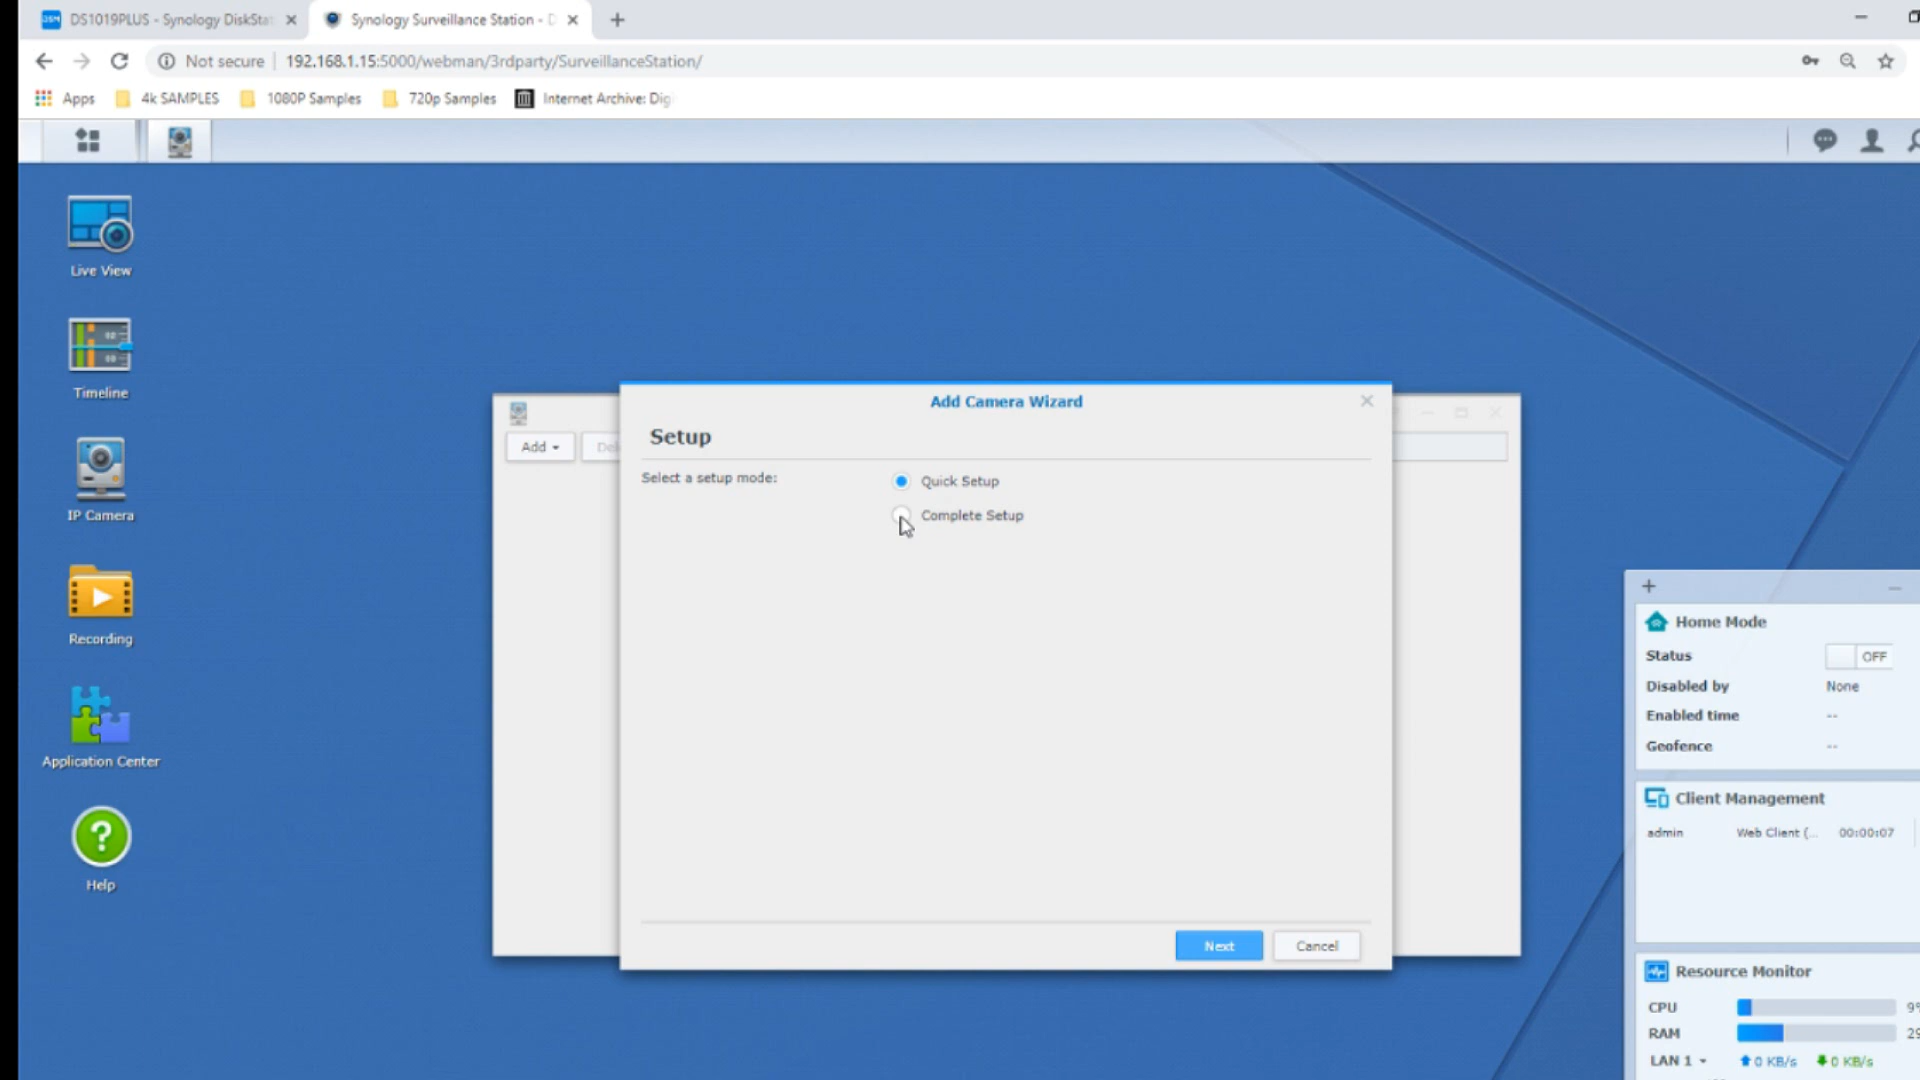 DS1019PLUS - Synology DiskStat
Synology Surveillance Station - D
Not secure
192.168.1.15:5000/webman/3rdparty/SurveillanceStation/
Apps
4k SAMPLES
1080P Samples
720p Samples
Internet Archive: Dig
Live View
Timeline
IP Camera
Recording
Application Center
Help
Add
Del
Add Camera Wizard
Setup
Select a setup mode:
Quick Setup
Complete Setup
Next
Cancel
Home Mode
Status
OFF
Disabled by
None
Enabled time
--
Geofence
--
Client Management
admin
Web Client (...
00:00:07
Resource Monitor
CPU
9%
RAM
29
LAN 1
0 KB/s
0 KB/s